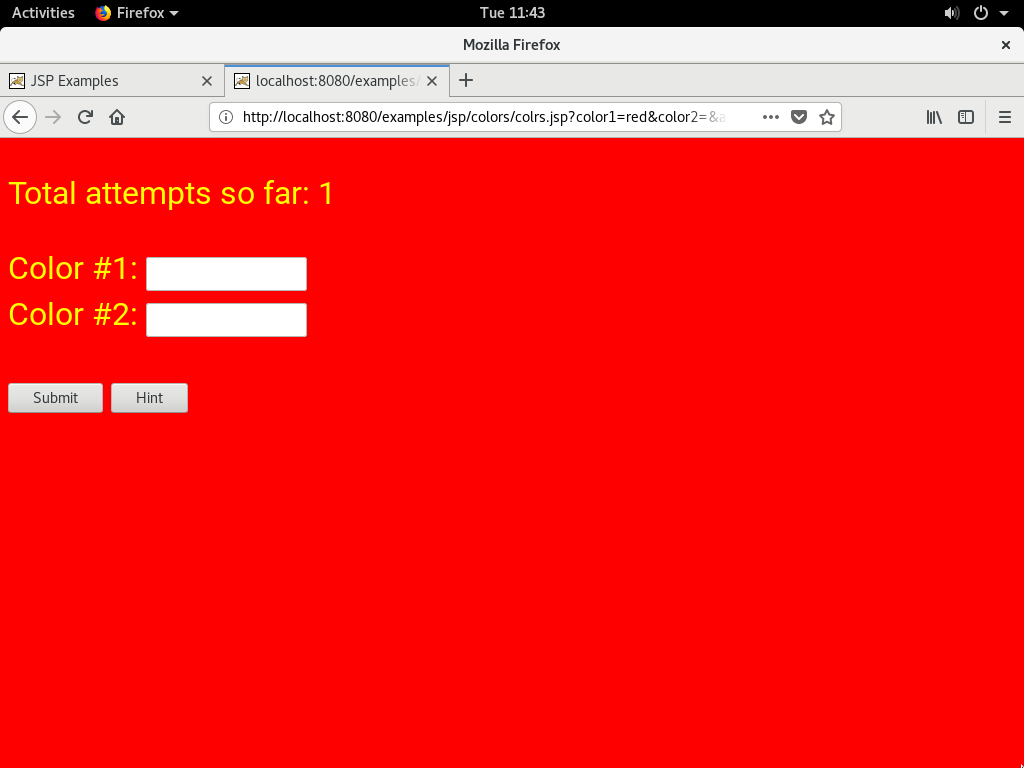 Activities Firefox Tue 11:43
Mozilla Firefox
JSP Examples localhost:8080/examples/
http://localhost:8080/examples/jsp/colors/colrs.jsp?color1=red&color2=&a
Total attempts so far: 1
Color #1:
Color #2:
Submit Hint